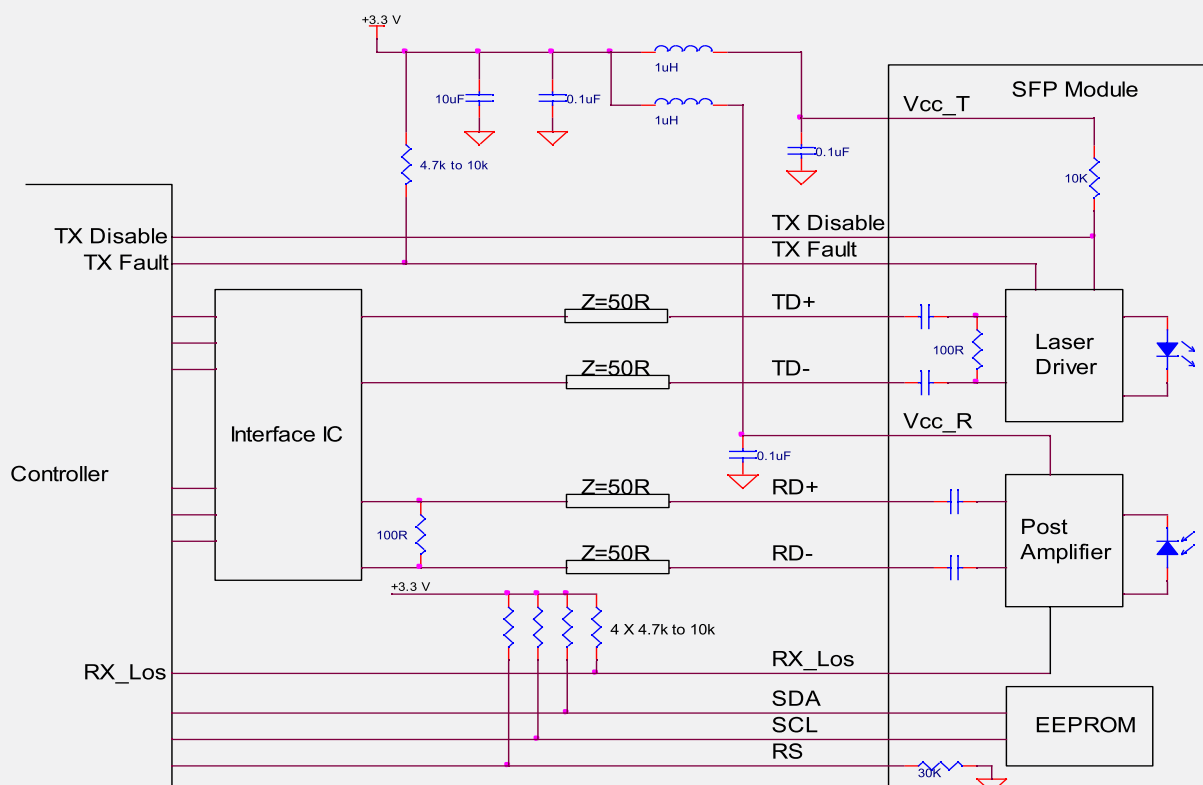 +3.3 V
1uH
SFP Module
10uF
0.1uF
1uH
Vcc_T
0.1uF
4.7k to 10k
10K
TX Disable
TX Disable
TX Fault
TX Fault
Z=50R
TD+
Laser
Driver
100R
Z=50R
TD-
Interface IC
Vcc_R
0.1uF
Controller
Z=50R
RD+
100R
Post
Amplifier
Z=50R
RD-
+3.3 V
4 X 4.7k to 10k
RX_Los
RX_Los
SDA
SCL
EEPROM
RS
30K